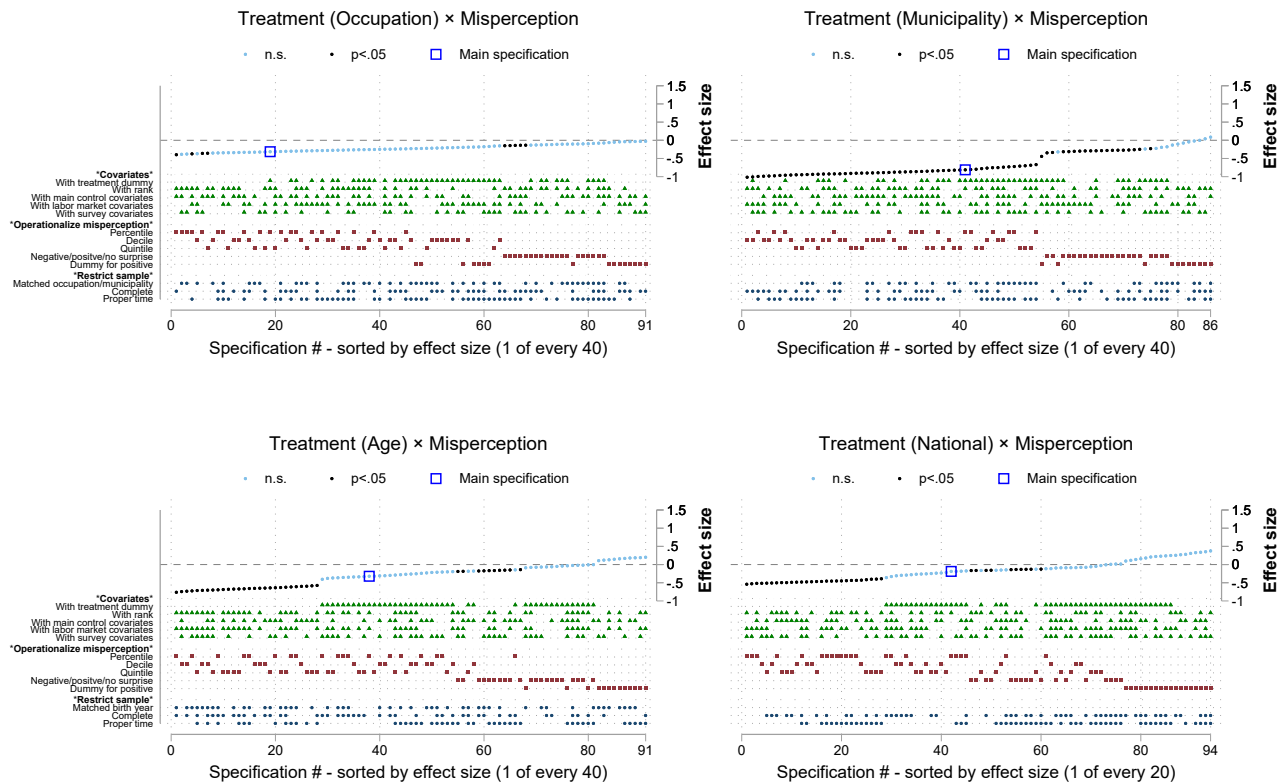 Treatment (Occupation) × Misperception
n.s.
p<.05
Main specification
1.5
1
.5
0
-.5
-1
Effect size
*Covariates*
With treatment dummy
With rank
With main control covariates
With labor market covariates
With survey covariates
*Operationalize misperception*
Percentile
Decile
Quintile
Negative/positve/no surprise
Dummy for positive
*Restrict sample*
Matched occupation/municipality
Complete
Proper time
0 20 40 60 80 91
Specification # - sorted by effect size (1 of every 40)
Treatment (Municipality) × Misperception
n.s.
p<.05
Main specification
1.5
1
.5
0
-.5
-1
Effect size
0 20 40 60 80 86
Specification # - sorted by effect size (1 of every 40)
Treatment (Age) × Misperception
n.s.
p<.05
Main specification
1.5
1
.5
0
-.5
-1
Effect size
*Covariates*
With treatment dummy
With rank
With main control covariates
With labor market covariates
With survey covariates
*Operationalize misperception*
Percentile
Decile
Quintile
Negative/positve/no surprise
Dummy for positive
*Restrict sample*
Matched birth year
Complete
Proper time
0 20 40 60 80 91
Specification # - sorted by effect size (1 of every 40)
Treatment (National) × Misperception
n.s.
p<.05
Main specification
1.5
1
.5
0
-.5
-1
Effect size
0 20 40 60 80 94
Specification # - sorted by effect size (1 of every 20)